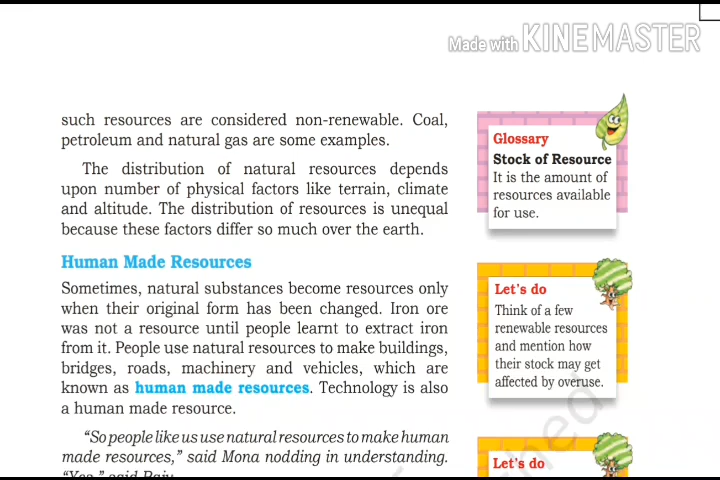 Made with KINEMASTER
such resources are considered non-renewable. Coal,
petroleum and natural gas are some examples.
The distribution of natural resources depends
upon number of physical factors like terrain, climate
and altitude. The distribution of resources is unequal
because these factors differ so much over the earth.
Human Made Resources
Sometimes, natural substances become resources only
when their original form has been changed. Iron ore
was not a resource until people learnt to extract iron
from it. People use natural resources to make buildings,
bridges, roads, machinery and vehicles, which are
known as human made resources. Technology is also
a human made resource.
“So people like us use natural resources to make human
made resources,” said Mona nodding in understanding.
“Yes,” said Raju.
Glossary
Stock of Resource
It is the amount of
resources available
for use.
Let’s do
Think of a few
renewable resources
and mention how
their stock may get
affected by overuse.
Let’s do